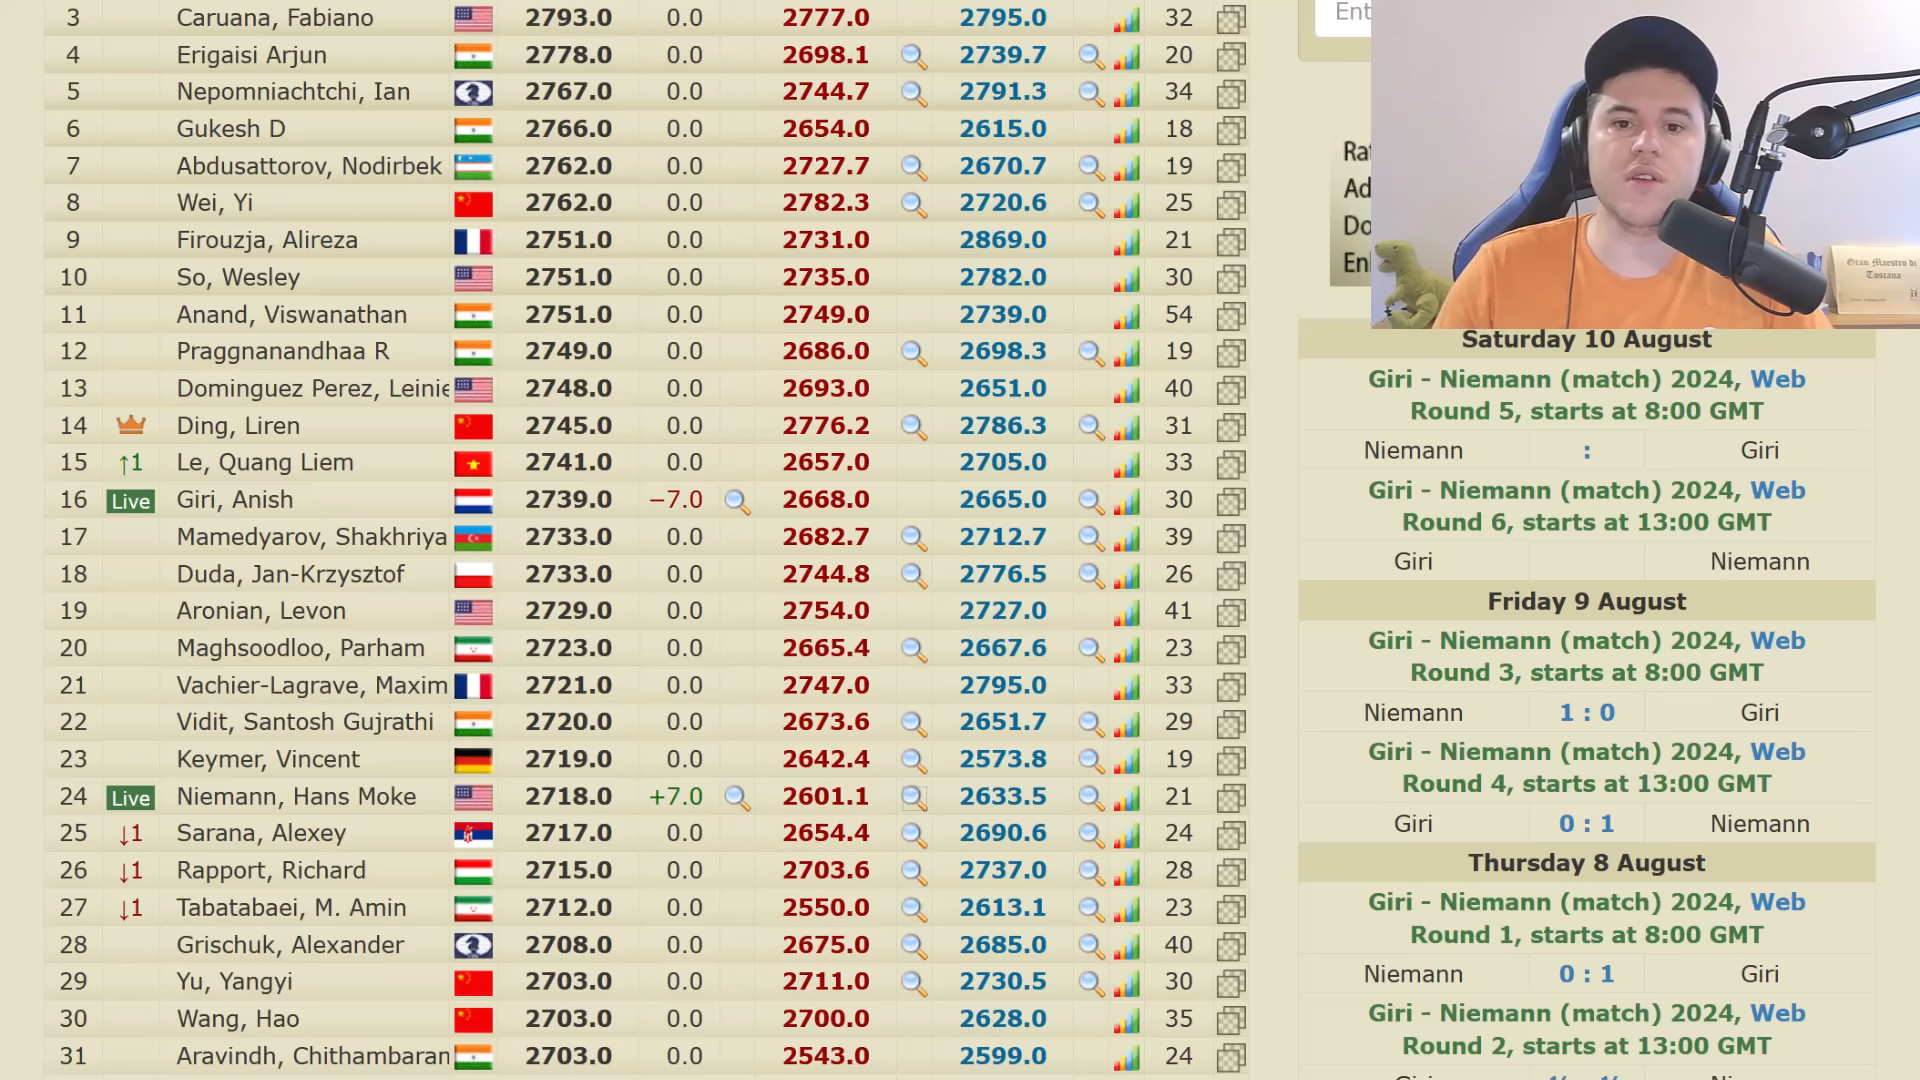 3 Caruana, Fabiano 2793.0 0.0 2777.0 2795.0 32
4 Erigaisi Arjun 2778.0 0.0 2698.1 2739.7 20
5 Nepomniachtchi, Ian 2767.0 0.0 2744.7 2791.3 34
6 Gukesh D 2766.0 0.0 2654.0 2615.0 18
7 Abdusattorov, Nodirbek 2762.0 0.0 2727.7 2670.7 19
8 Wei, Yi 2762.0 0.0 2782.3 2720.6 25
9 Firouzja, Alireza 2751.0 0.0 2731.0 2869.0 21
10 So, Wesley 2751.0 0.0 2735.0 2782.0 30
11 Anand, Viswanathan 2751.0 0.0 2749.0 2739.0 54
12 Praggnanandhaa R 2749.0 0.0 2686.0 2698.3 19
13 Dominguez Perez, Leinie 2748.0 0.0 2693.0 2651.0 40
14 Ding, Liren 2745.0 0.0 2776.2 2786.3 31
15 ↑1 Le, Quang Liem 2741.0 0.0 2657.0 2705.0 33
16 Live Giri, Anish 2739.0 −7.0 2668.0 2665.0 30
17 Mamedyarov, Shakhriya 2733.0 0.0 2682.7 2712.7 39
18 Duda, Jan-Krzysztof 2733.0 0.0 2744.8 2776.5 26
19 Aronian, Levon 2729.0 0.0 2754.0 2727.0 41
20 Maghsoodloo, Parham 2723.0 0.0 2665.4 2667.6 23
21 Vachier-Lagrave, Maxim 2721.0 0.0 2747.0 2795.0 33
22 Vidit, Santosh Gujrathi 2720.0 0.0 2673.6 2651.7 29
23 Keymer, Vincent 2719.0 0.0 2642.4 2573.8 19
24 Live Niemann, Hans Moke 2718.0 +7.0 2601.1 2633.5 21
25 ↓1 Sarana, Alexey 2717.0 0.0 2654.4 2690.6 24
26 ↓1 Rapport, Richard 2715.0 0.0 2703.6 2737.0 28
27 ↓1 Tabatabaei, M. Amin 2712.0 0.0 2550.0 2613.1 23
28 Grischuk, Alexander 2708.0 0.0 2675.0 2685.0 40
29 Yu, Yangyi 2703.0 0.0 2711.0 2730.5 30
30 Wang, Hao 2703.0 0.0 2700.0 2628.0 35
31 Aravindh, Chithambaran 2703.0 0.0 2543.0 2599.0 24
Ent
Ra
Ad
Do
En
Gran Maestro di
Toscana
Saturday 10 August
Giri - Niemann (match) 2024, Web
Round 5, starts at 8:00 GMT
Niemann : Giri
Giri - Niemann (match) 2024, Web
Round 6, starts at 13:00 GMT
Giri Niemann
Friday 9 August
Giri - Niemann (match) 2024, Web
Round 3, starts at 8:00 GMT
Niemann 1 : 0 Giri
Giri - Niemann (match) 2024, Web
Round 4, starts at 13:00 GMT
Giri 0 : 1 Niemann
Thursday 8 August
Giri - Niemann (match) 2024, Web
Round 1, starts at 8:00 GMT
Niemann 0 : 1 Giri
Giri - Niemann (match) 2024, Web
Round 2, starts at 13:00 GMT